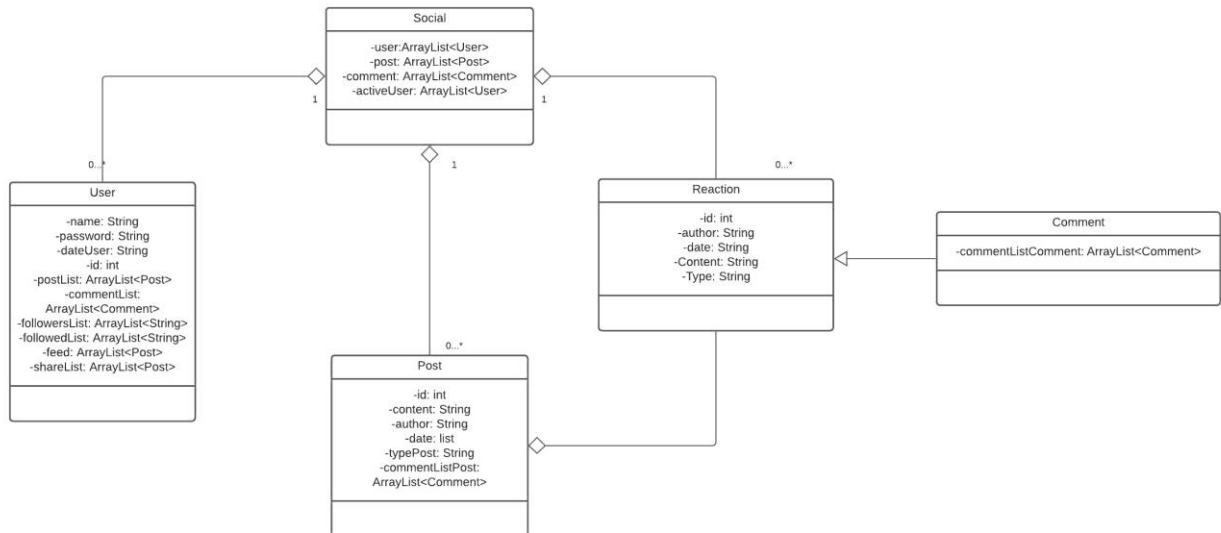 Social
-user:ArrayList<User>
-post: ArrayList<Post>
-comment: ArrayList<Comment>
-activeUser: ArrayList<User>
1
1
1
0...*
0...*
User
-name: String
-password: String
-dateUser: String
-id: int
-postList: ArrayList<Post>
-commentList:
ArrayList<Comment>
-followersList: ArrayList<String>
-followedList: ArrayList<String>
-feed: ArrayList<Post>
-shareList: ArrayList<Post>
Reaction
-id: int
-author: String
-date: String
-Content: String
-Type: String
Comment
-commentListComment: ArrayList<Comment>
0...*
Post
-id: int
-content: String
-author: String
-date: list
-typePost: String
-commentListPost:
ArrayList<Comment>